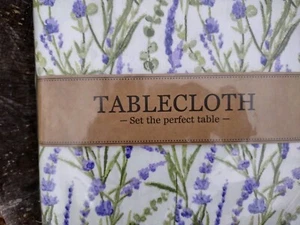 TABLECLOTH
– Set the perfect table –